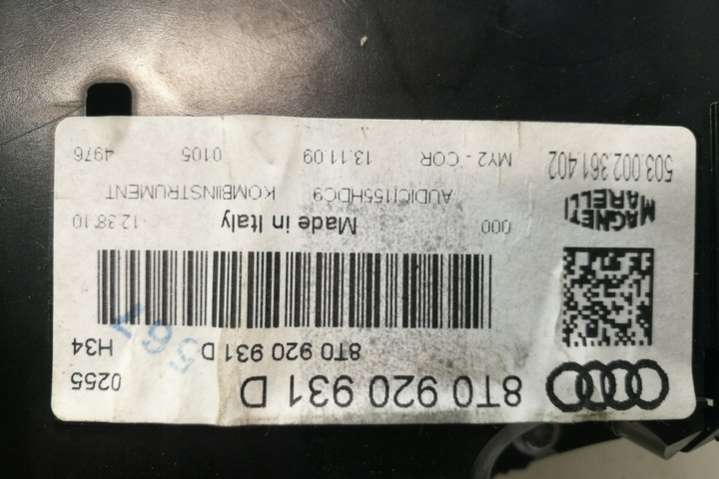 8T0 920 931 D 0255
8T0 920 931 D H34
567
000 Made in Italy 12:38'10
AUDICI155HDC9 KOMBIINSTRUMENT
MAGNETI
MARELLI
503.002.361.402 MY2 - COR 13.11.09 0105 4976